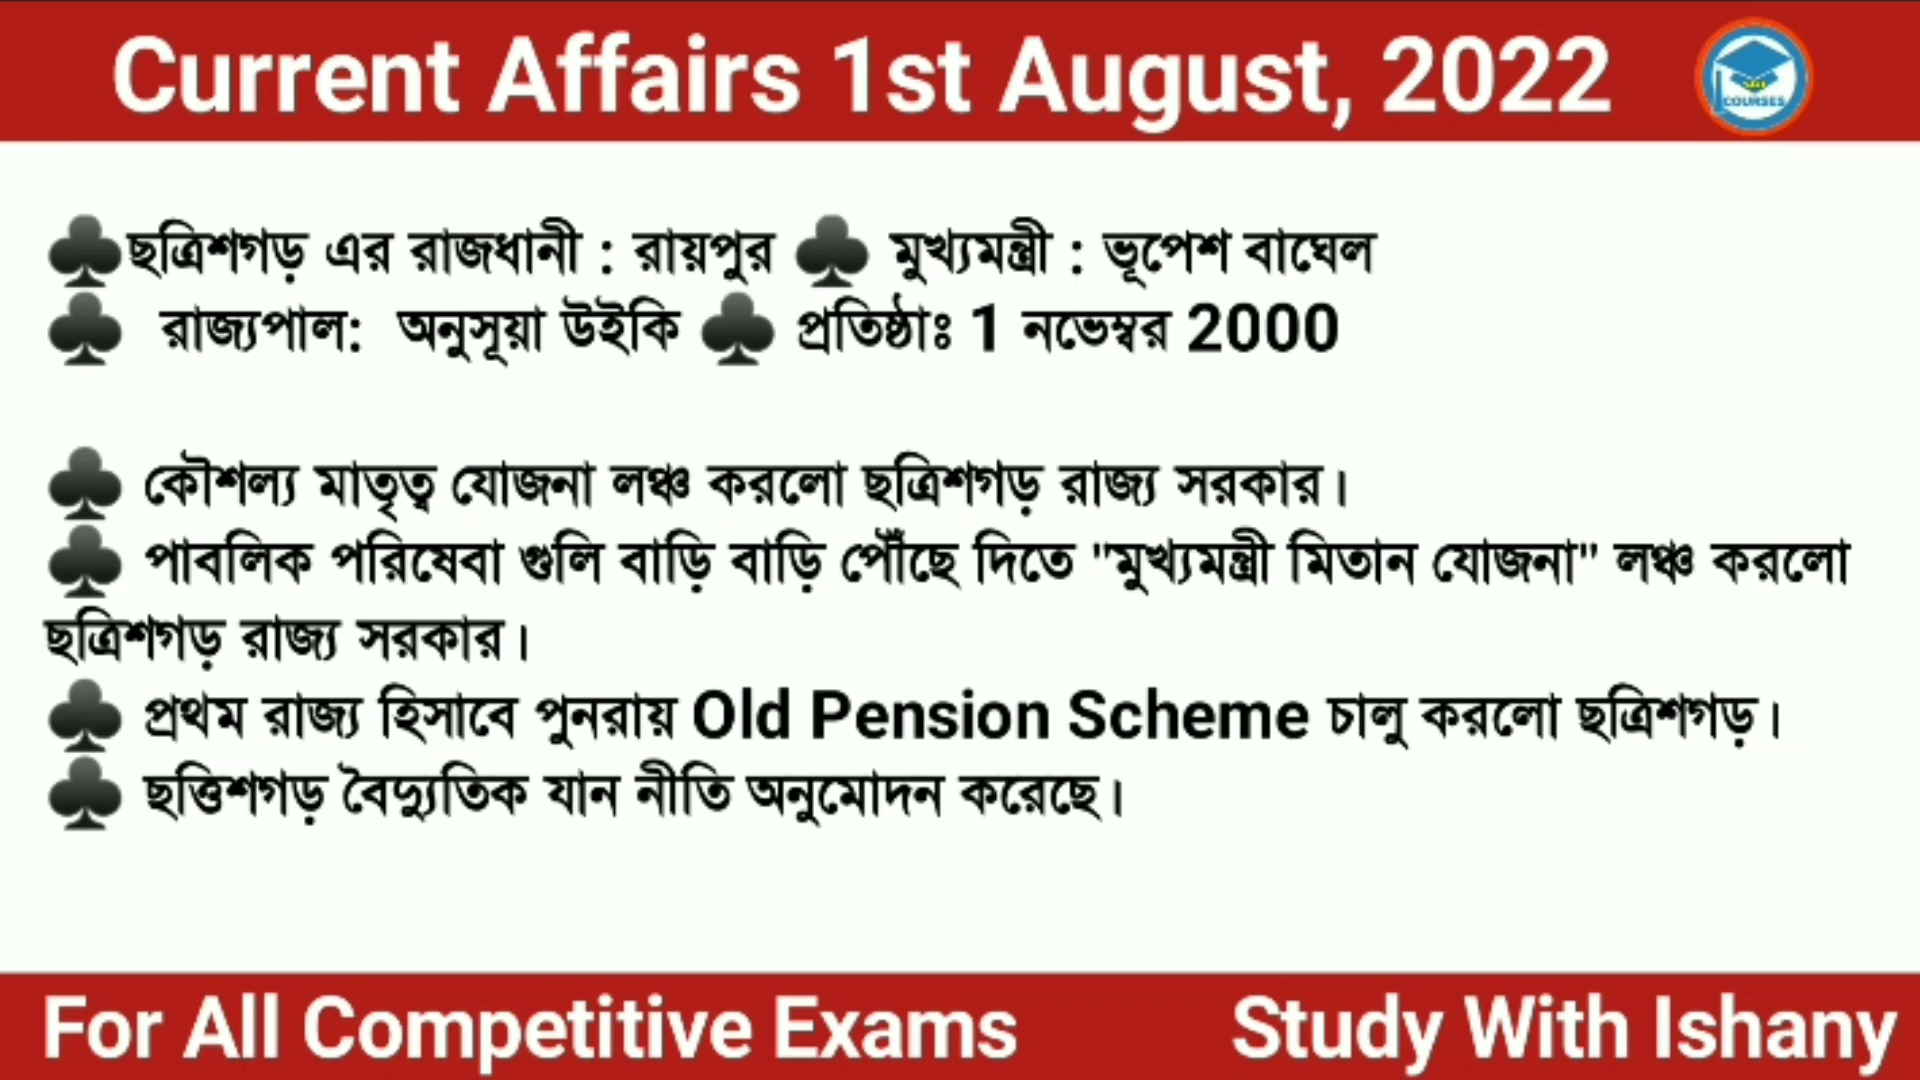 Current Affairs 1st August, 2022
COURSES
♣ছত্রিশগড় এর রাজধানী : রায়পুর ♣ মুখ্যমন্ত্রী : ভূপেশ বাঘেল
♣ রাজ্যপাল: অনুসূয়া উইকি ♣ প্রতিষ্ঠাঃ 1 নভেম্বর 2000
♣ কৌশল্য মাতৃত্ব যোজনা লঞ্চ করলো ছত্রিশগড় রাজ্য সরকার।
♣ পাবলিক পরিষেবা গুলি বাড়ি বাড়ি পৌঁছে দিতে "মুখ্যমন্ত্রী মিতান যোজনা" লঞ্চ করলো
ছত্রিশগড় রাজ্য সরকার।
♣ প্রথম রাজ্য হিসাবে পুনরায় Old Pension Scheme চালু করলো ছত্রিশগড়।
♣ ছত্তিশগড় বৈদ্যুতিক যান নীতি অনুমোদন করেছে।
For All Competitive Exams Study With Ishany